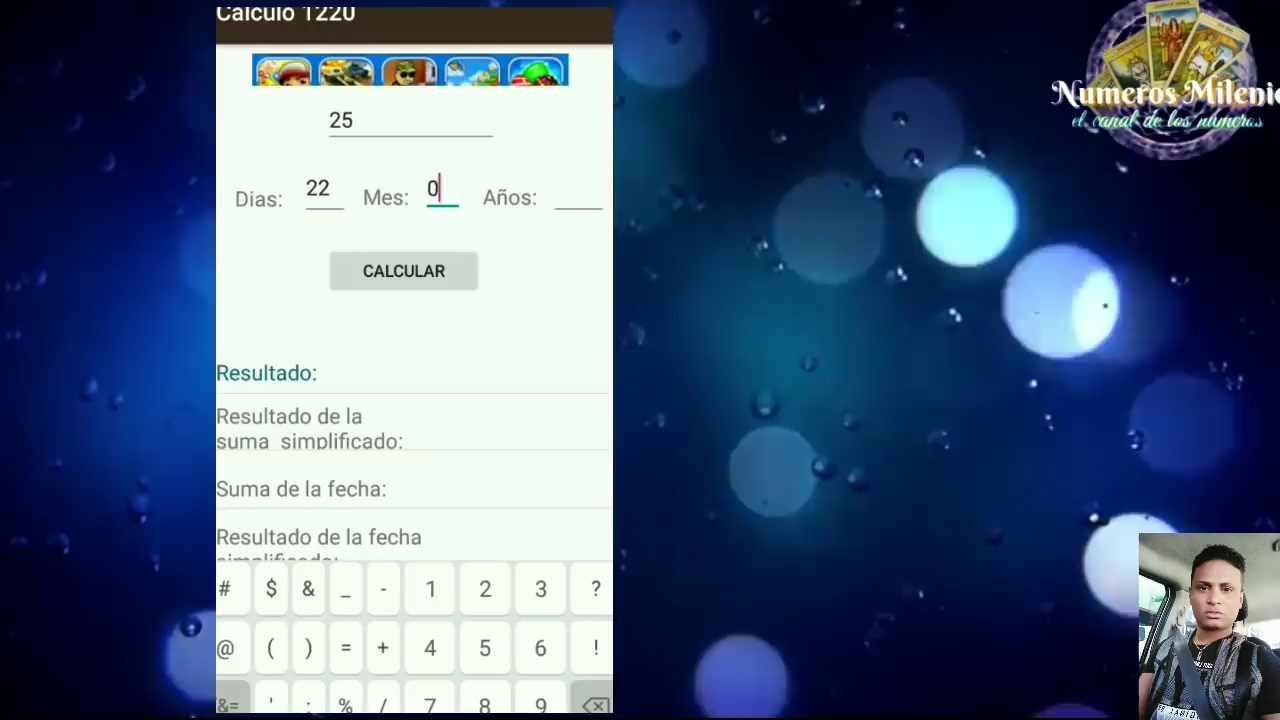 Calculo 1220
25
Dias: 22 Mes: 0 Años:
CALCULAR
Resultado:
Resultado de la
suma simplificado:
Suma de la fecha:
Resultado de la fecha
simplificado:
# $ & _ - 1 2 3 ?
@ ( ) = + 4 5 6 !
&= ' : % / 7 8 9
Numeros Milenio
el canal de los numeros